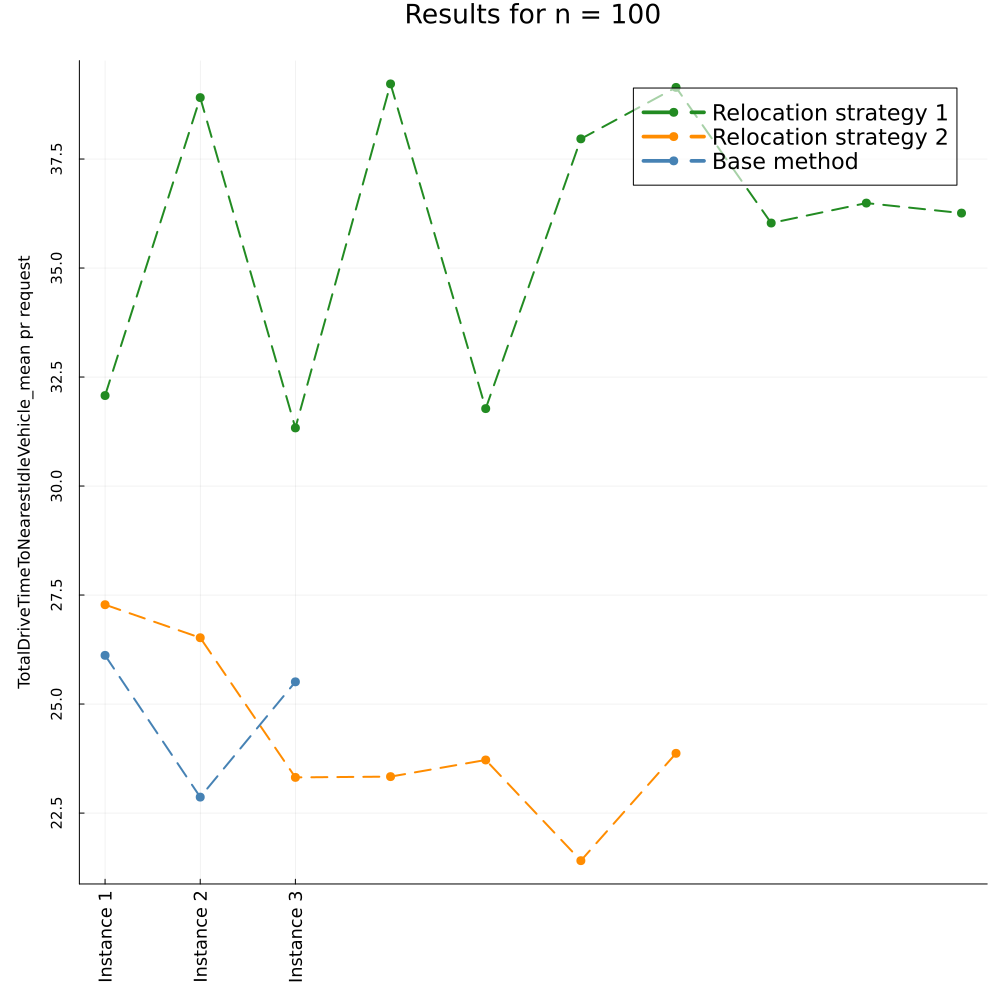 Results for n = 100
Relocation strategy 1
Relocation strategy 2
Base method
TotalDriveTimeToNearestIdleVehicle_mean pr request
37.5
35.0
32.5
30.0
27.5
25.0
22.5
Instance 1
Instance 2
Instance 3